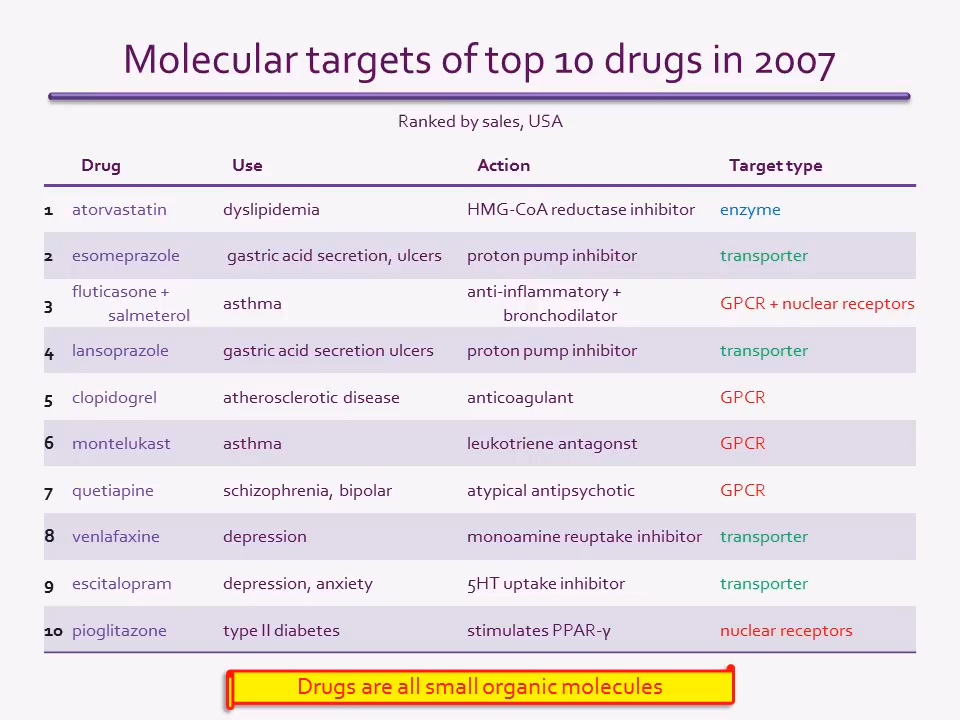 Molecular targets of top 10 drugs in 2007
Ranked by sales, USA
Drug Use Action Target type
1 atorvastatin dyslipidemia HMG-CoA reductase inhibitor enzyme
2 esomeprazole gastric acid secretion, ulcers proton pump inhibitor transporter
3 fluticasone + salmeterol asthma anti-inflammatory + bronchodilator GPCR + nuclear receptors
4 lansoprazole gastric acid secretion ulcers proton pump inhibitor transporter
5 clopidogrel atherosclerotic disease anticoagulant GPCR
6 montelukast asthma leukotriene antagonst GPCR
7 quetiapine schizophrenia, bipolar atypical antipsychotic GPCR
8 venlafaxine depression monoamine reuptake inhibitor transporter
9 escitalopram depression, anxiety 5HT uptake inhibitor transporter
10 pioglitazone type II diabetes stimulates PPAR-γ nuclear receptors
Drugs are all small organic molecules